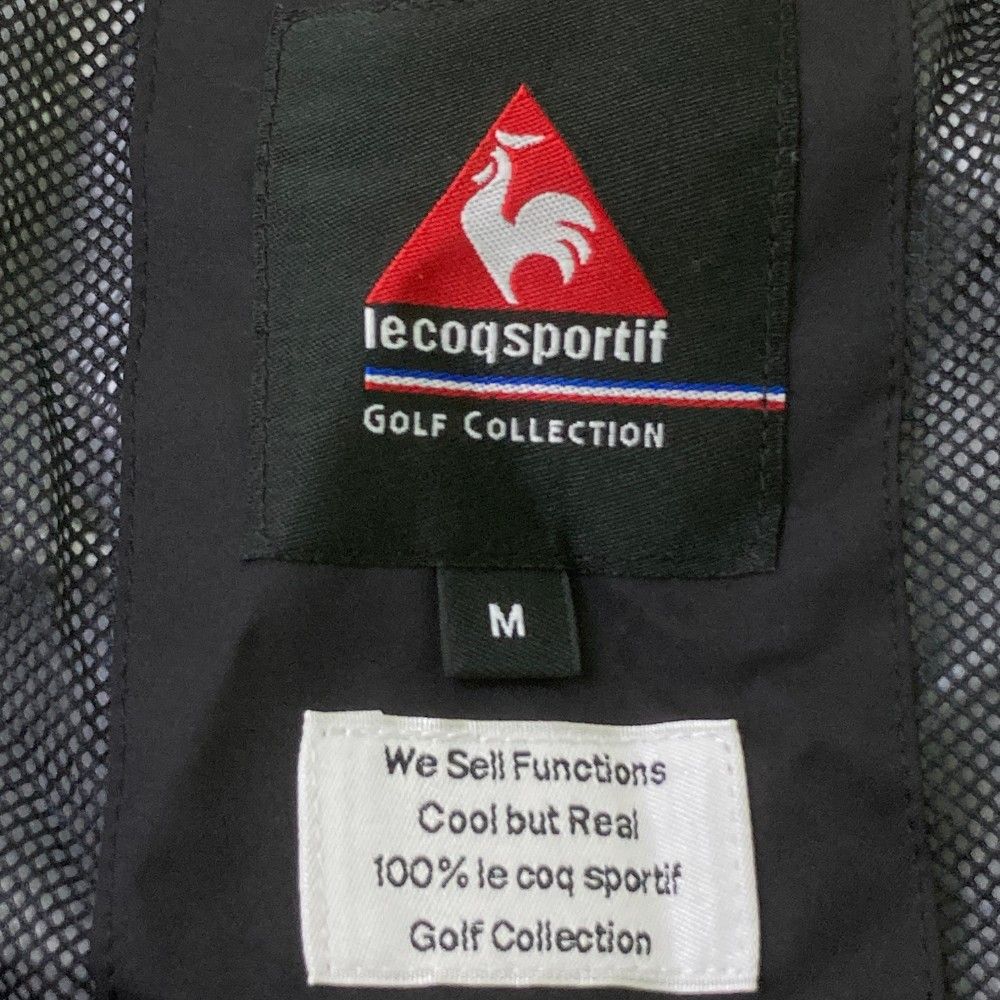 lecoqsportif
GOLF COLLECTION
M
We Sell Functions
Cool but Real
100% le coq sportif
Golf Collection